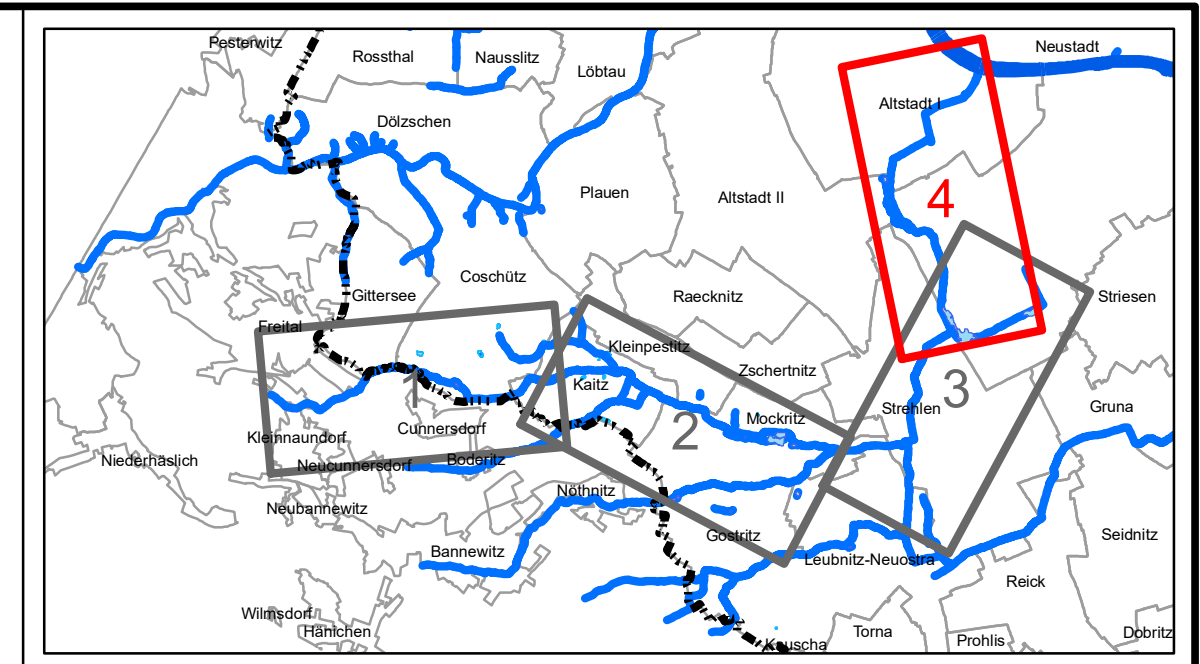 Pesterwitz
Rossthal
Nausslitz
Löbtau
Neustadt
Altstadt I
Dölzschen
Plauen
Altstadt II
4
Coschütz
Gittersee
Raecknitz
Striesen
Freital
Kleinpestitz
Zschertnitz
1
Kaitz
3
Strehlen
Gruna
Mockritz
2
Cunnersdorf
Kleinnaundorf
Niederhäslich
Neucunnersdorf
Boderitz
Nöthnitz
Neubannewitz
Gostritz
Seidnitz
Bannewitz
Leubnitz-Neuostra
Reick
Wilmsdorf
Hänichen
Torna
Prohlis
Dobritz
Kauscha